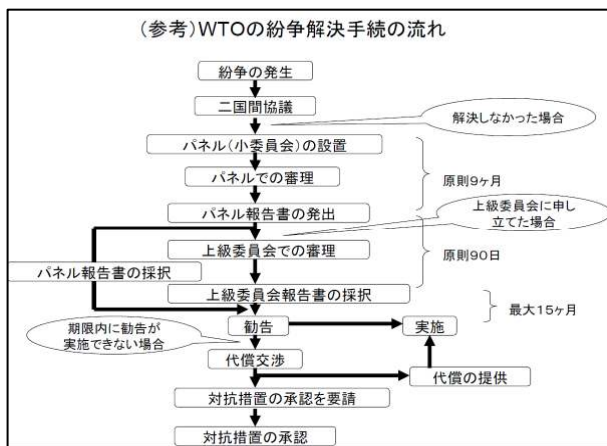 (参考)WTOの紛争解決手続の流れ
紛争の発生
二国間協議
解決しなかった場合
パネル(小委員会)の設置
パネルでの審理
原則9ヶ月
パネル報告書の発出
上級委員会に申し
立てた場合
上級委員会での審理
原則90日
パネル報告書の採択
上級委員会報告書の採択
最大15ヶ月
勧告
実施
期限内に勧告が
実施できない場合
代償交渉
代償の提供
対抗措置の承認を要請
対抗措置の承認